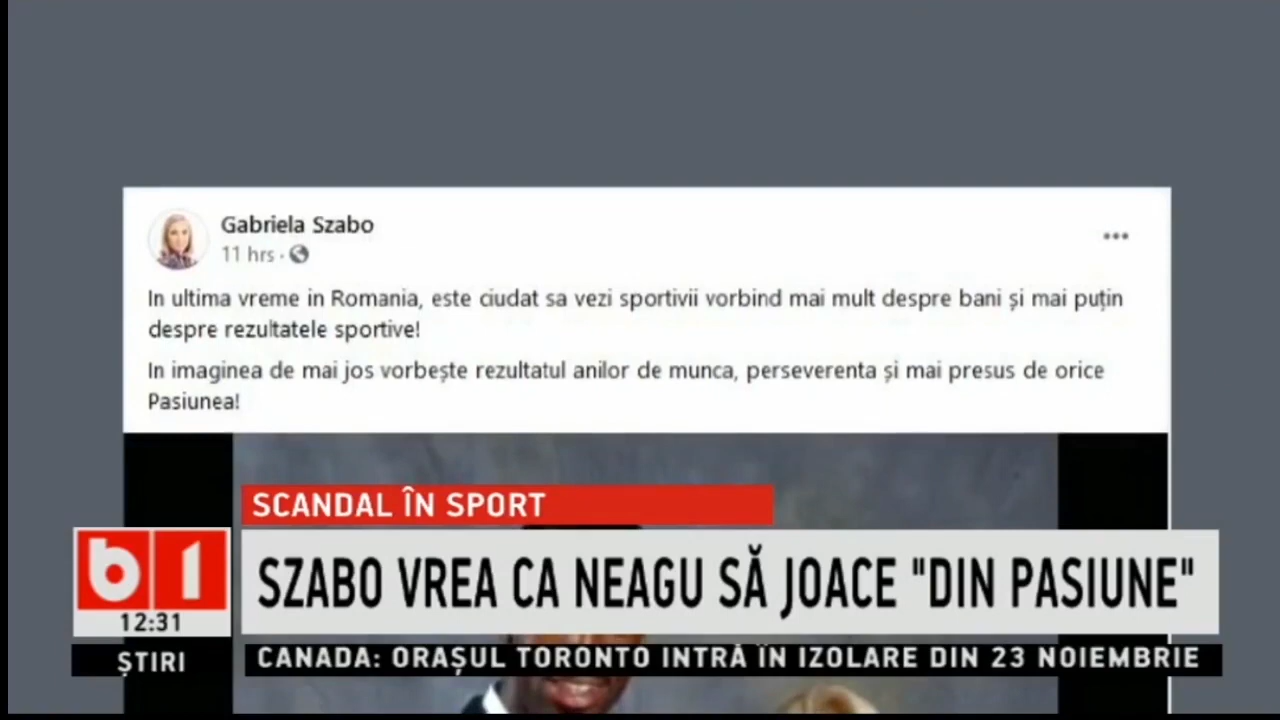 Gabriela Szabo
11 hrs ·
In ultima vreme in Romania, este ciudat sa vezi sportivii vorbind mai mult despre bani și mai puțin
despre rezultatele sportive!
In imaginea de mai jos vorbește rezultatul anilor de munca, perseverenta și mai presus de orice
Pasiunea!
SCANDAL ÎN SPORT
SZABO VREA CA NEAGU SĂ JOACE "DIN PASIUNE"
b1
12:31
ȘTIRI
CANADA: ORAȘUL TORONTO INTRĂ ÎN IZOLARE DIN 23 NOIEMBRIE